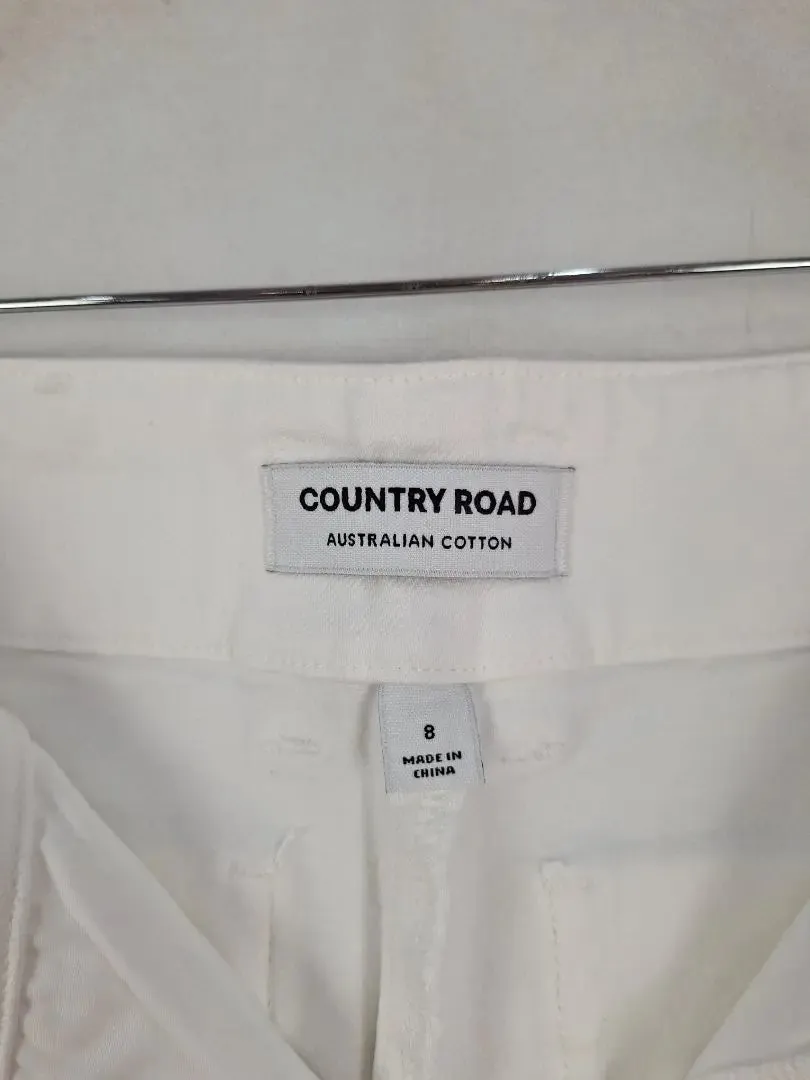 COUNTRY ROAD
AUSTRALIAN COTTON
8
MADE IN
CHINA